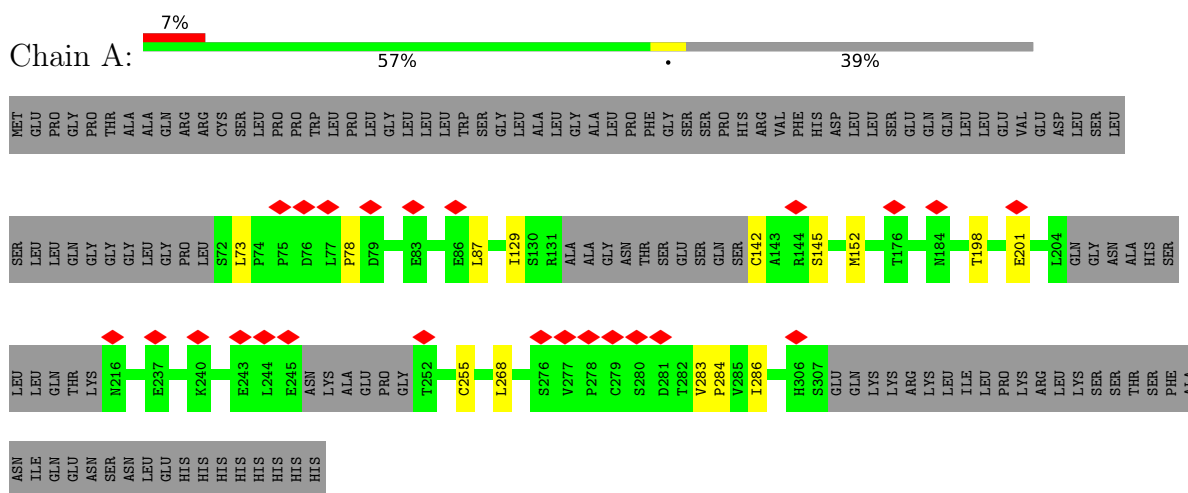 7%
Chain A:
57% • 39%
MET GLU PRO GLY PRO THR ALA ALA GLN ARG ARG CYS SER LEU PRO PRO TRP LEU PRO LEU GLY LEU LEU LEU TRP SER GLY LEU ALA LEU GLY ALA LEU PRO PHE GLY SER SER PRO HIS ARG VAL PHE HIS ASP LEU LEU SER GLU GLN GLN LEU LEU GLU VAL GLU ASP LEU SER LEU
SER LEU LEU GLN GLY GLY GLY LEU GLY PRO LEU S72 L73 P74 P75 D76 L77 P78 D79 E83 E86 L87 I129 S130 R131 ALA ALA GLY ASN THR SER GLU SER GLN SER C142 A143 R144 S145 M152 T176 N184 T198 E201 L204 GLN GLY ASN ALA HIS SER
LEU LEU GLN THR LYS N216 E237 K240 E243 L244 E245 ASN LYS ALA GLU PRO GLY T252 C255 L268 S276 V277 P278 C279 S280 D281 T282 V283 P284 V285 I286 H306 S307 GLU GLN LYS LYS ARG LYS LEU ILE LEU PRO LYS ARG LEU LYS SER SER THR SER PHE ALA
ASN ILE GLN GLU ASN SER ASN LEU GLU HIS HIS HIS HIS HIS HIS HIS HIS